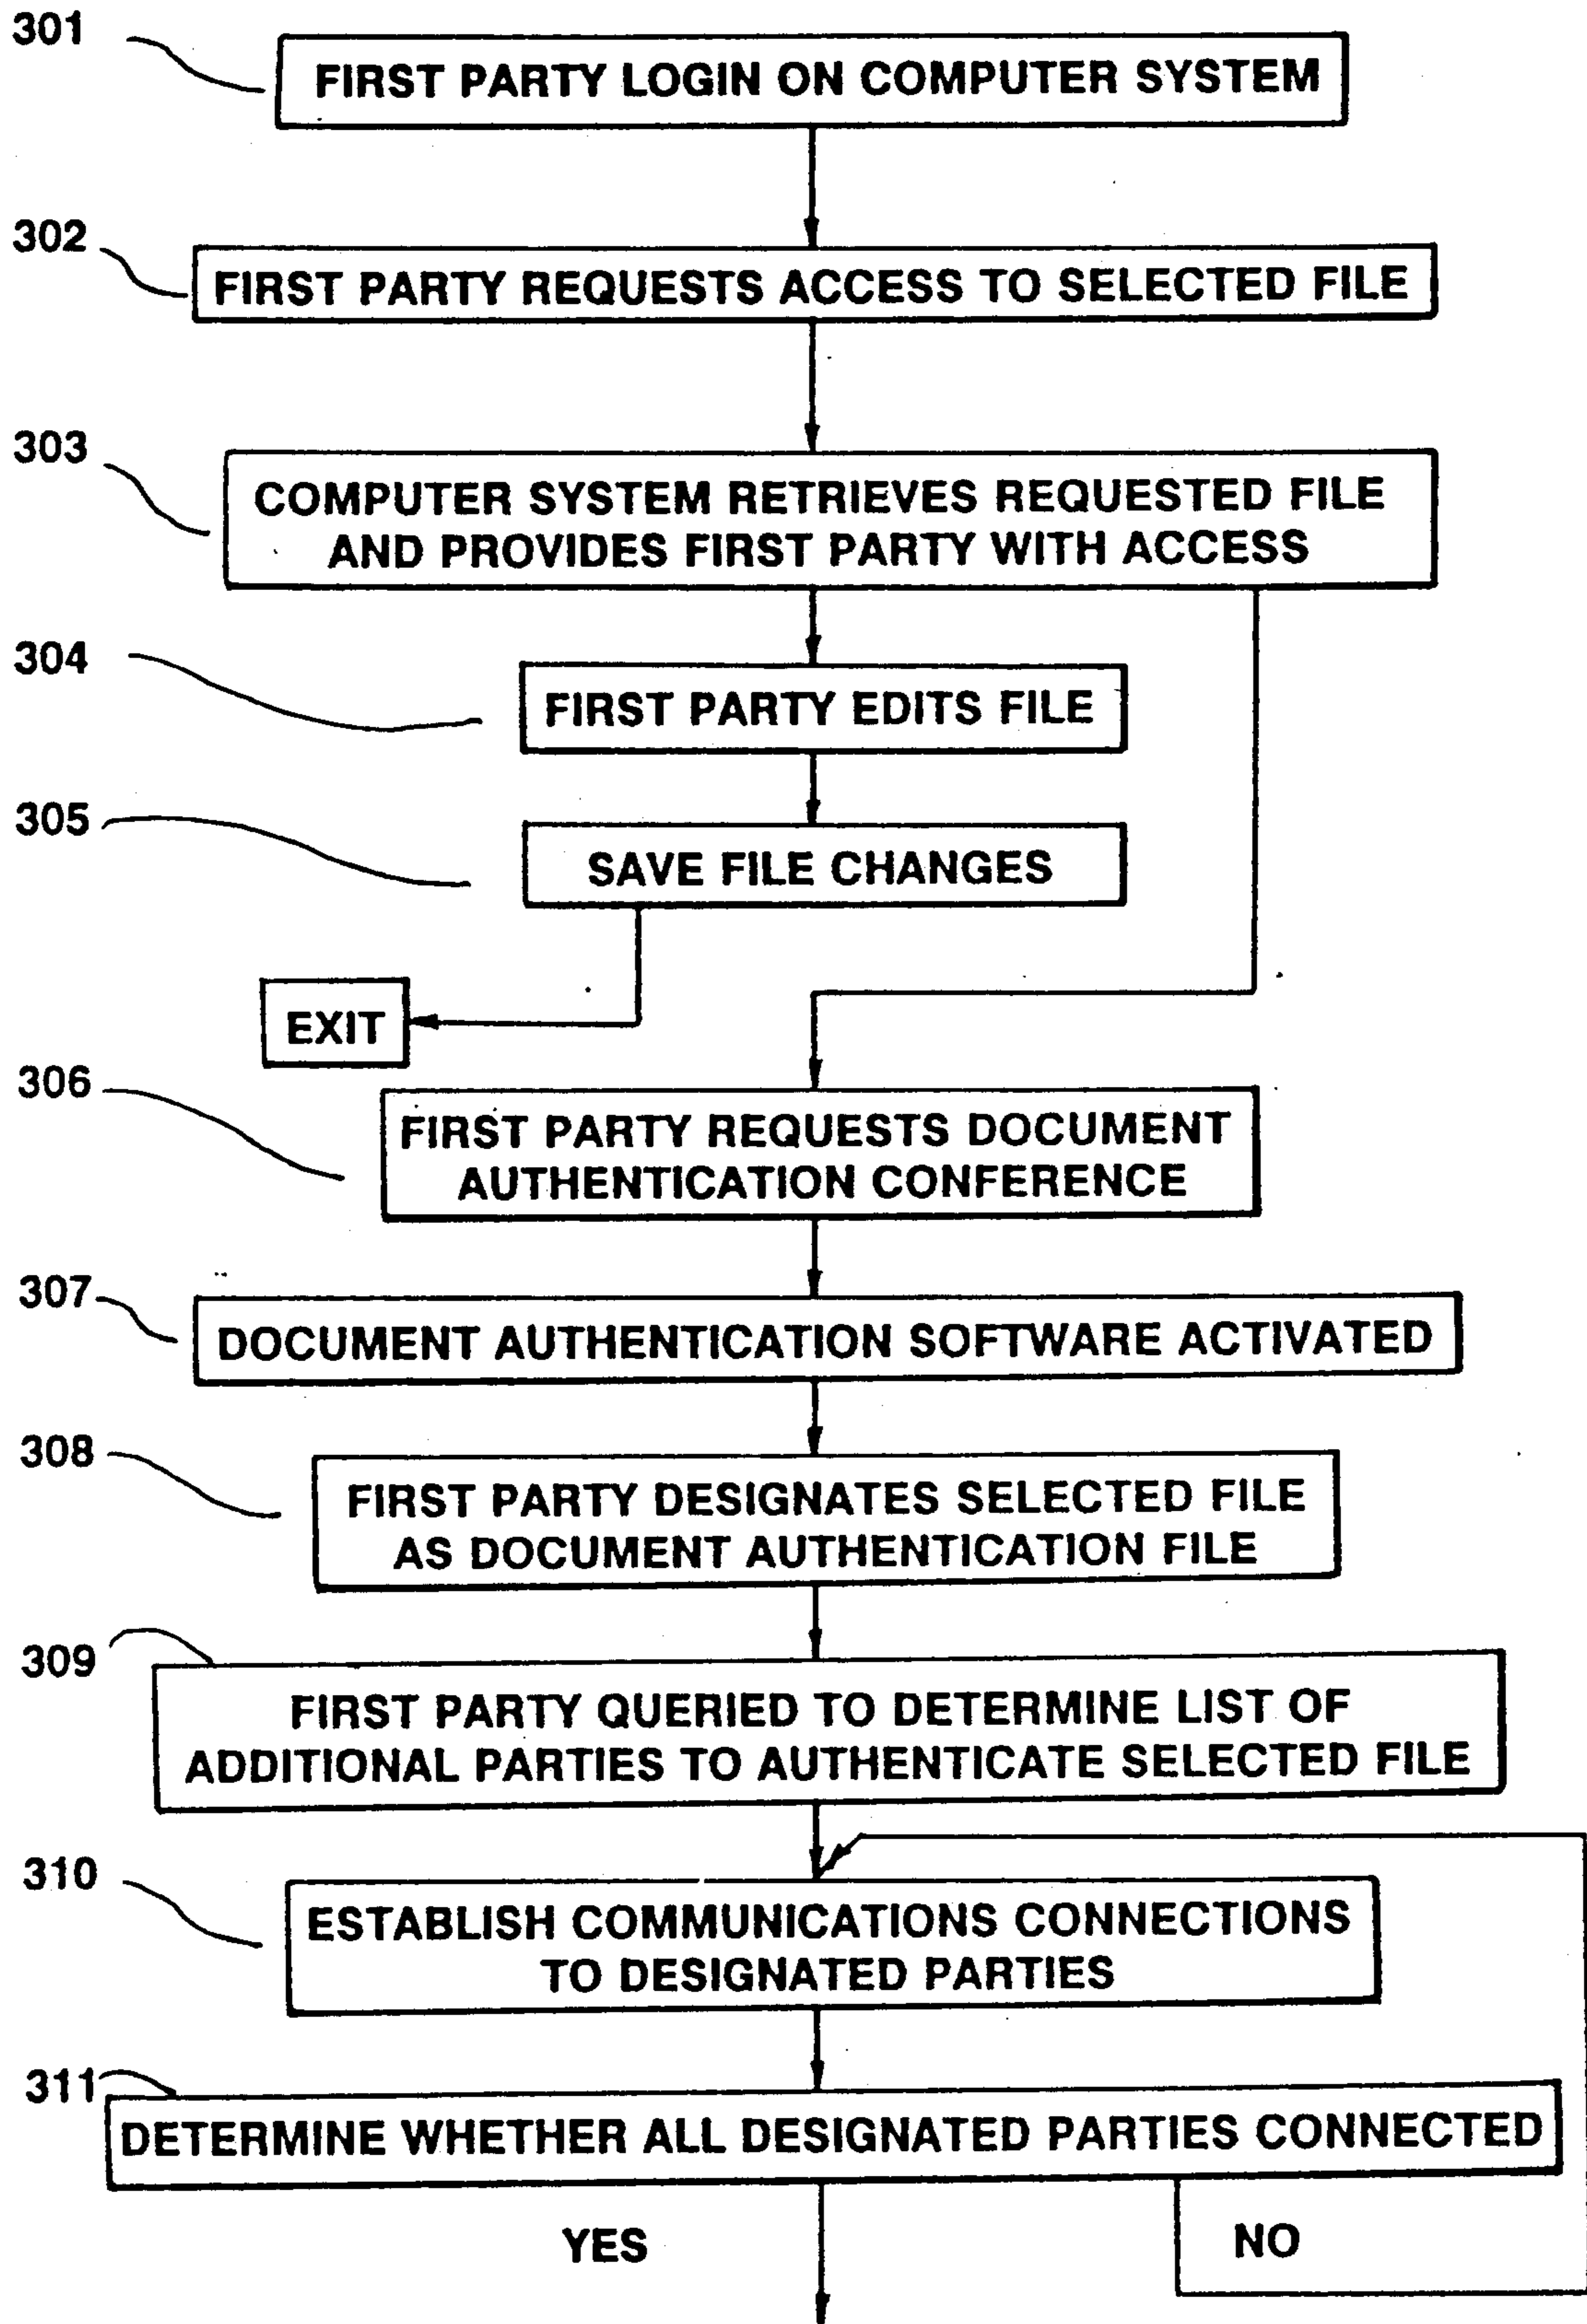 301
FIRST PARTY LOGIN ON COMPUTER SYSTEM
302
FIRST PARTY REQUESTS ACCESS TO SELECTED FILE
303
COMPUTER SYSTEM RETRIEVES REQUESTED FILE
AND PROVIDES FIRST PARTY WITH ACCESS
304
FIRST PARTY EDITS FILE
305
SAVE FILE CHANGES
EXIT
306
FIRST PARTY REQUESTS DOCUMENT
AUTHENTICATION CONFERENCE
307
DOCUMENT AUTHENTICATION SOFTWARE ACTIVATED
308
FIRST PARTY DESIGNATES SELECTED FILE
AS DOCUMENT AUTHENTICATION FILE
309
FIRST PARTY QUERIED TO DETERMINE LIST OF
ADDITIONAL PARTIES TO AUTHENTICATE SELECTED FILE
310
ESTABLISH COMMUNICATIONS CONNECTIONS
TO DESIGNATED PARTIES
311
DETERMINE WHETHER ALL DESIGNATED PARTIES CONNECTED
YES
NO